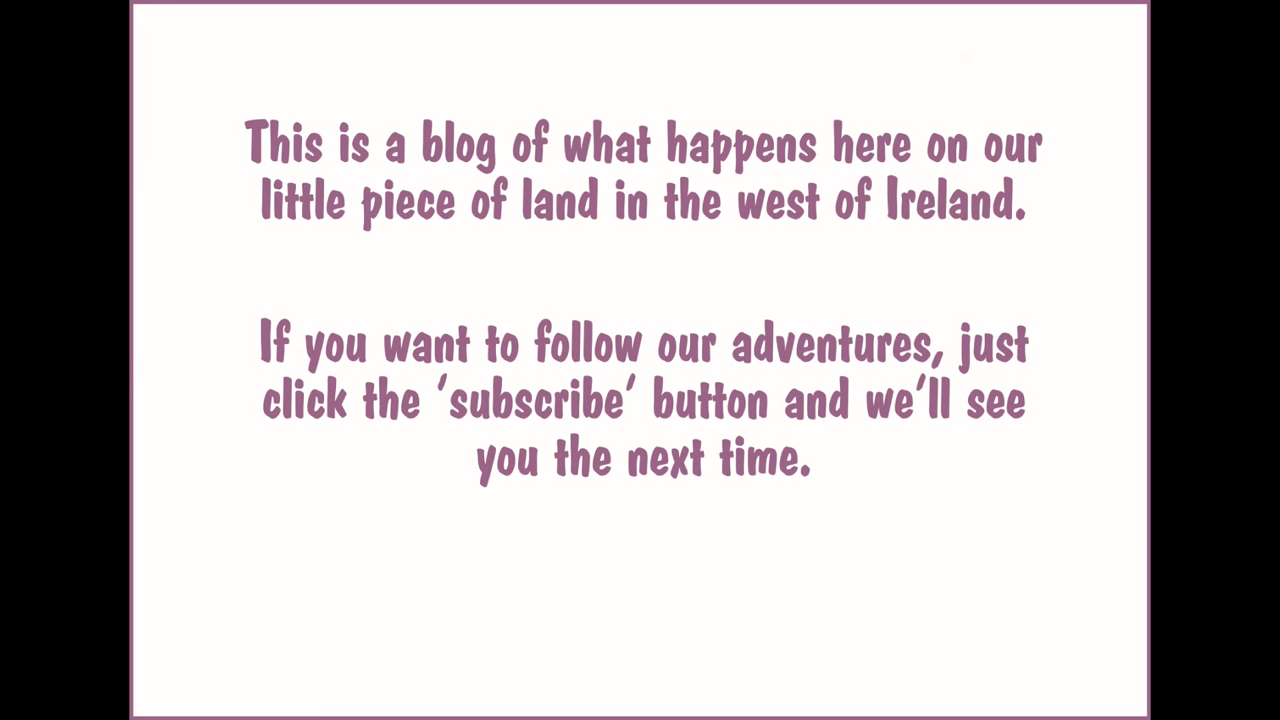 This is a blog of what happens here on our
little piece of land in the west of Ireland.
If you want to follow our adventures, just
click the ‘subscribe’ button and we’ll see
you the next time.